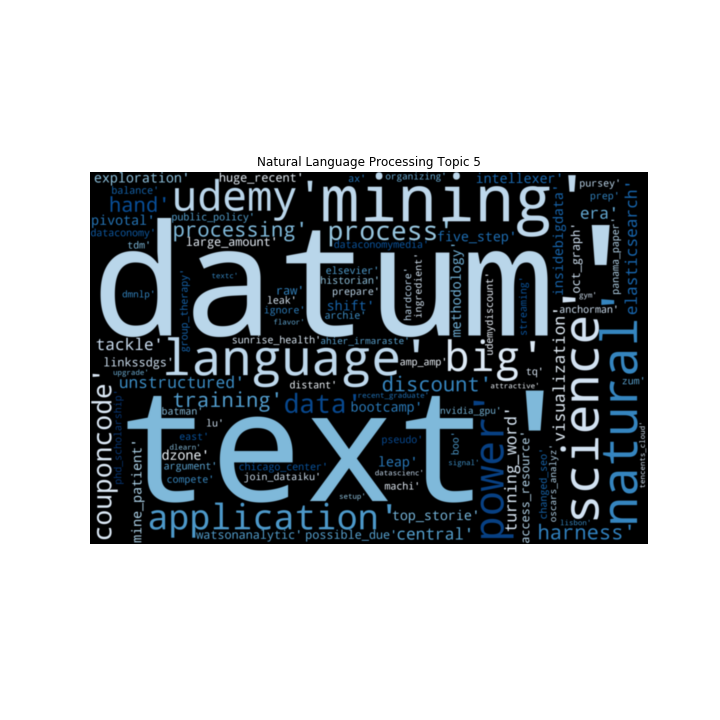 Natural Language Processing Topic 5
exploration'
huge_recent'
ax'
organizing'
intellexer'
pursey'
balance'
prep'
hand'
udemy'
mining'
era'
pivotal'
public_policy'
dataconomy'
processing'
process'
five_step'
tdm'
large_amount'
dataconomymedia'
insidebigdata'
oct_graph'
panama_paper'
elasticsearch'
datum'
elsevier'
historian'
prepare'
textc'
raw'
leak'
ignore'
flavor'
shift'
archie'
hardcore'
ingredient'
methodology'
udemydiscount'
streaming'
dmnlp'
group_therapy'
gym'
anchorman'
tackle'
sunrise_health'
ahier_irmaraste'
linkssdgs'
language'
amp_amp'
big'
tq'
upgrade'
unstructured'
distant'
discount'
attractive'
visualization'
science'
natural'
zum'
couponcode'
phd_scholarship'
training'
data'
recent_graduate'
bootcamp'
nvidia_gpu'
batman'
lu'
text'
power'
turning_word'
east'
pseudo'
boo'
dlearn'
dzone'
argument'
chicago_center'
leap'
signal'
compete'
join_dataiku'
datascienc'
machi'
setup'
mine_patient'
access_resource'
changed_seo'
oscars_analyz'
tencents_cloud'
application'
top_storie'
lisbon'
watsonanalytic'
possible_due'
central'
harness'